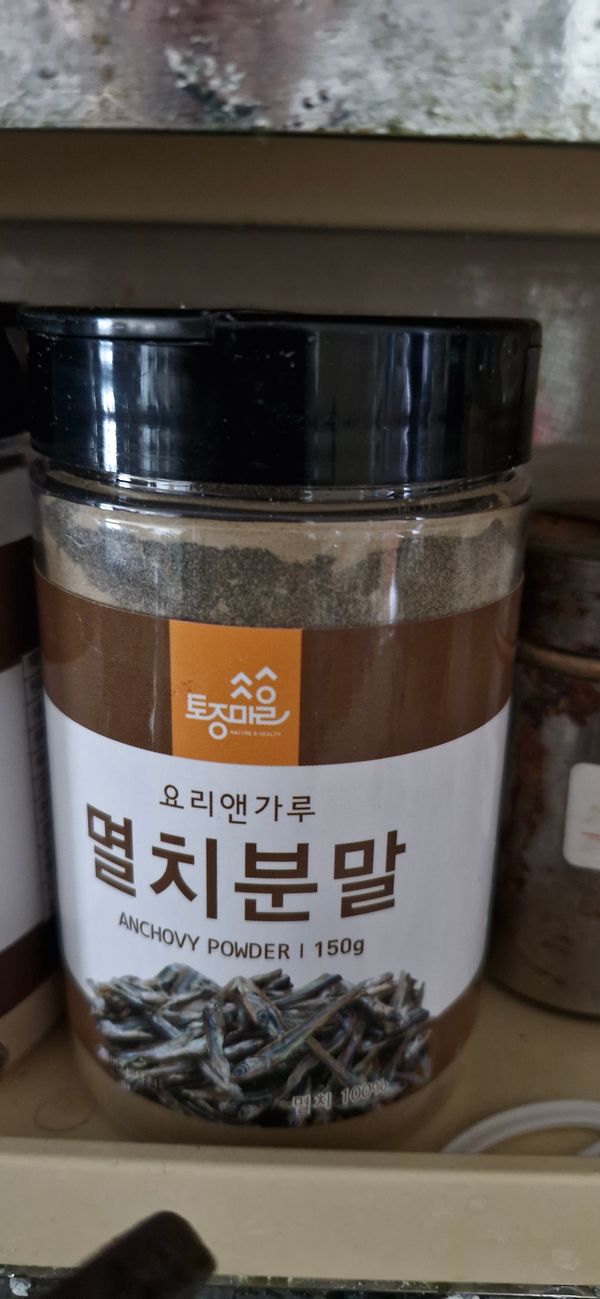 토종마을
NATURE & HEALTH
요리앤가루
멸치분말
ANCHOVY POWDER | 150g
멸치 100%